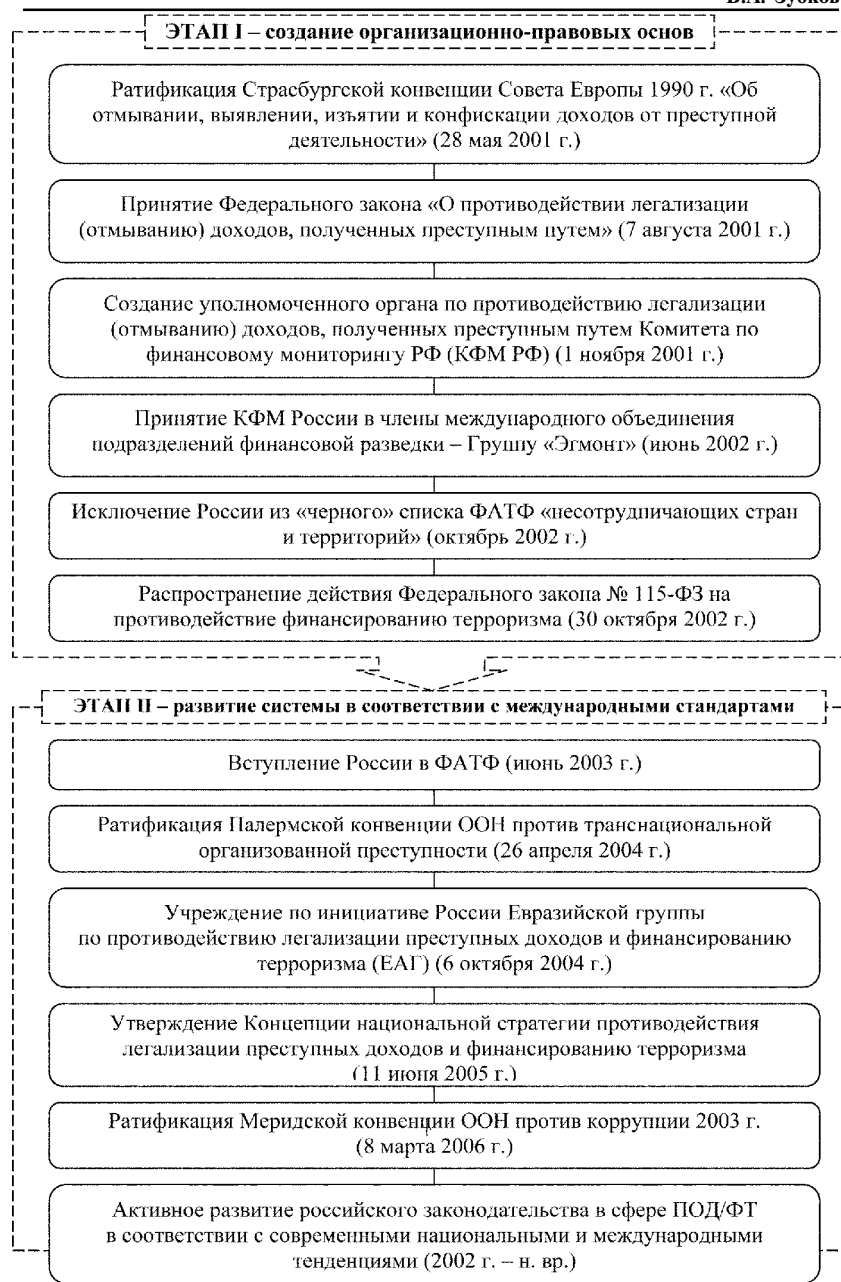 ЭТАП I – создание организационно-правовых основ
Ратификация Страсбургской конвенции Совета Европы 1990 г. «Об
отмывании, выявлении, изъятии и конфискации доходов от преступной
деятельности» (28 мая 2001 г.)
Принятие Федерального закона «О противодействии легализации
(отмыванию) доходов, полученных преступным путем» (7 августа 2001 г.)
Создание уполномоченного органа по противодействию легализации
(отмыванию) доходов, полученных преступным путем Комитета по
финансовому мониторингу РФ (КФМ РФ) (1 ноября 2001 г.)
Принятие КФМ России в члены международного объединения
подразделений финансовой разведки – Группу «Эгмонт» (июнь 2002 г.)
Исключение России из «черного» списка ФАТФ «несотрудничающих стран
и территорий» (октябрь 2002 г.)
Распространение действия Федерального закона № 115-ФЗ на
противодействие финансированию терроризма (30 октября 2002 г.)
ЭТАП II – развитие системы в соответствии с международными стандартами
Вступление России в ФАТФ (июнь 2003 г.)
Ратификация Палермской конвенции ООН против транснациональной
организованной преступности (26 апреля 2004 г.)
Учреждение по инициативе России Евразийской группы
по противодействию легализации преступных доходов и финансированию
терроризма (ЕАГ) (6 октября 2004 г.)
Утверждение Концепции национальной стратегии противодействия
легализации преступных доходов и финансированию терроризма
(11 июня 2005 г.)
Ратификация Меридской конвенции ООН против коррупции 2003 г.
(8 марта 2006 г.)
Активное развитие российского законодательства в сфере ПОД/ФТ
в соответствии с современными национальными и международными
тенденциями (2002 г. – н. вр.)